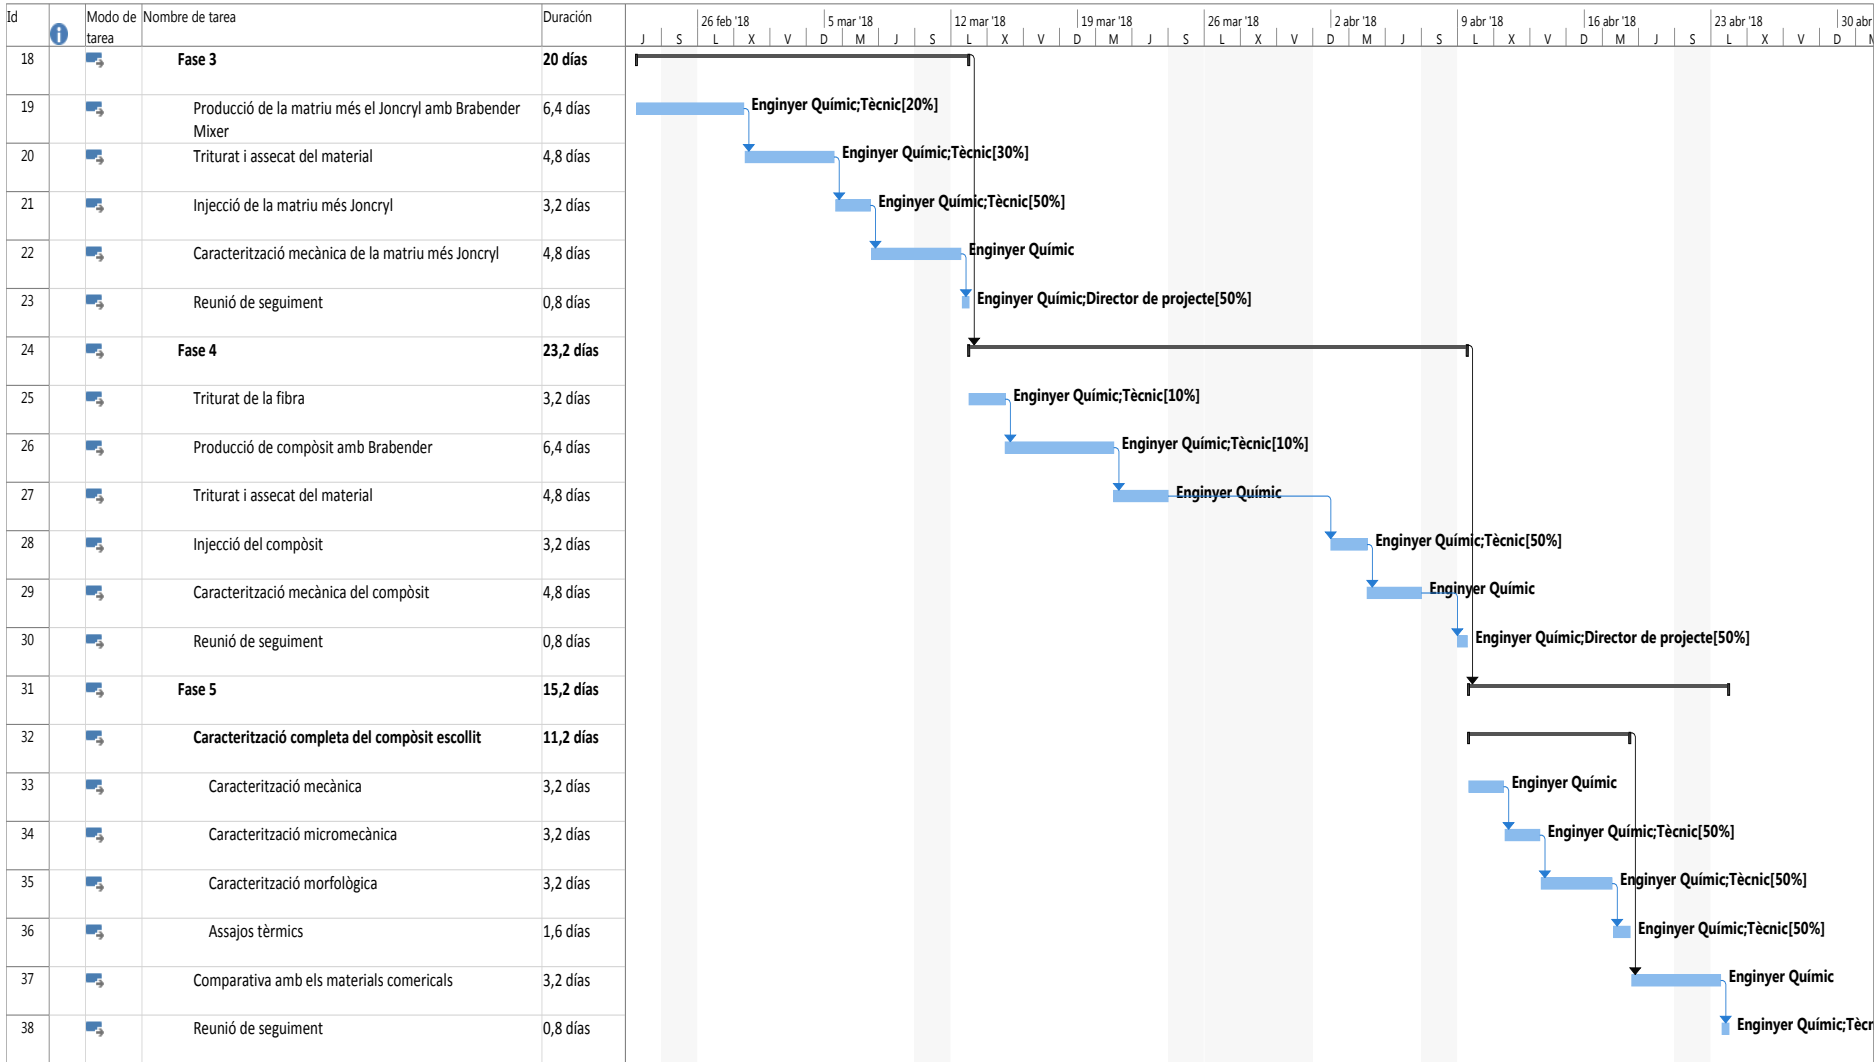 Id Modo de tarea Nombre de tarea Duración
26 feb '18 5 mar '18 12 mar '18 19 mar '18 26 mar '18 2 abr '18 9 abr '18 16 abr '18 23 abr '18 30 abr
J S L X V D M J S L X V D M J S L X V D M J S L X V D M J S L X V D
18 Fase 3 20 días
19 Producció de la matriu més el Joncryl amb Brabender Mixer 6,4 días Enginyer Químic;Tècnic[20%]
20 Triturat i assecat del material 4,8 días Enginyer Químic;Tècnic[30%]
21 Injecció de la matriu més Joncryl 3,2 días Enginyer Químic;Tècnic[50%]
22 Caracterització mecànica de la matriu més Joncryl 4,8 días Enginyer Químic
23 Reunió de seguiment 0,8 días Enginyer Químic;Director de projecte[50%]
24 Fase 4 23,2 días
25 Triturat de la fibra 3,2 días Enginyer Químic;Tècnic[10%]
26 Producció de compòsit amb Brabender 6,4 días Enginyer Químic;Tècnic[10%]
27 Triturat i assecat del material 4,8 días Enginyer Químic
28 Injecció del compòsit 3,2 días Enginyer Químic;Tècnic[50%]
29 Caracterització mecànica del compòsit 4,8 días Enginyer Químic
30 Reunió de seguiment 0,8 días Enginyer Químic;Director de projecte[50%]
31 Fase 5 15,2 días
32 Caracterització completa del compòsit escollit 11,2 días
33 Caracterització mecànica 3,2 días Enginyer Químic
34 Caracterització micromecànica 3,2 días Enginyer Químic;Tècnic[50%]
35 Caracterització morfològica 3,2 días Enginyer Químic;Tècnic[50%]
36 Assajos tèrmics 1,6 días Enginyer Químic;Tècnic[50%]
37 Comparativa amb els materials comericals 3,2 días Enginyer Químic
38 Reunió de seguiment 0,8 días Enginyer Químic;Tècr